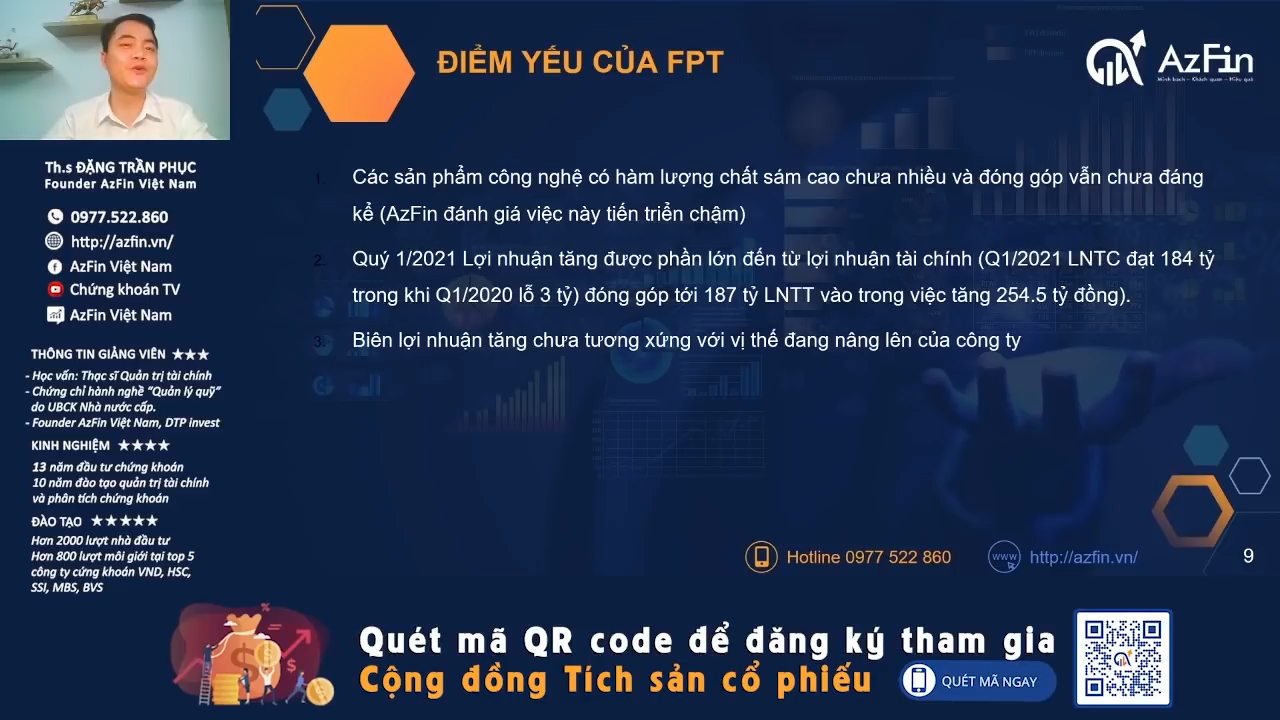 Th.s ĐẶNG TRẦN PHỤC
Founder AzFin Việt Nam
0977.522.860
http://azfin.vn/
AzFin Việt Nam
Chứng khoán TV
AzFin Việt Nam
THÔNG TIN GIẢNG VIÊN ★★★
- Học vấn: Thạc sĩ Quản trị tài chính
- Chứng chỉ hành nghề "Quản lý quỹ"
do UBCK Nhà nước cấp.
- Founder AzFin Việt Nam, DTP invest
KINH NGHIỆM ★★★★
13 năm đầu tư chứng khoán
10 năm đào tạo quản trị tài chính
và phân tích chứng khoán
ĐÀO TẠO ★★★★★
Hơn 2000 lượt nhà đầu tư
Hơn 800 lượt môi giới tại top 5
công ty cứng khoán VND, HSC,
SSI, MBS, BVS
ĐIỂM YẾU CỦA FPT
AzFin
Minh bạch - Khách quan - Hiệu quả
1. Các sản phẩm công nghệ có hàm lượng chất sám cao chưa nhiều và đóng góp vẫn chưa đáng
kể (AzFin đánh giá việc này tiến triển chậm)
2. Quý 1/2021 Lợi nhuận tăng được phần lớn đến từ lợi nhuận tài chính (Q1/2021 LNTC đạt 184 tỷ
trong khi Q1/2020 lỗ 3 tỷ) đóng góp tới 187 tỷ LNTT vào trong việc tăng 254.5 tỷ đồng).
3. Biên lợi nhuận tăng chưa tương xứng với vị thế đang nâng lên của công ty
Hotline 0977 522 860
www
http://azfin.vn/
9
Quét mã QR code để đăng ký tham gia
Cộng đồng Tích sản cổ phiếu
QUÉT MÃ NGAY